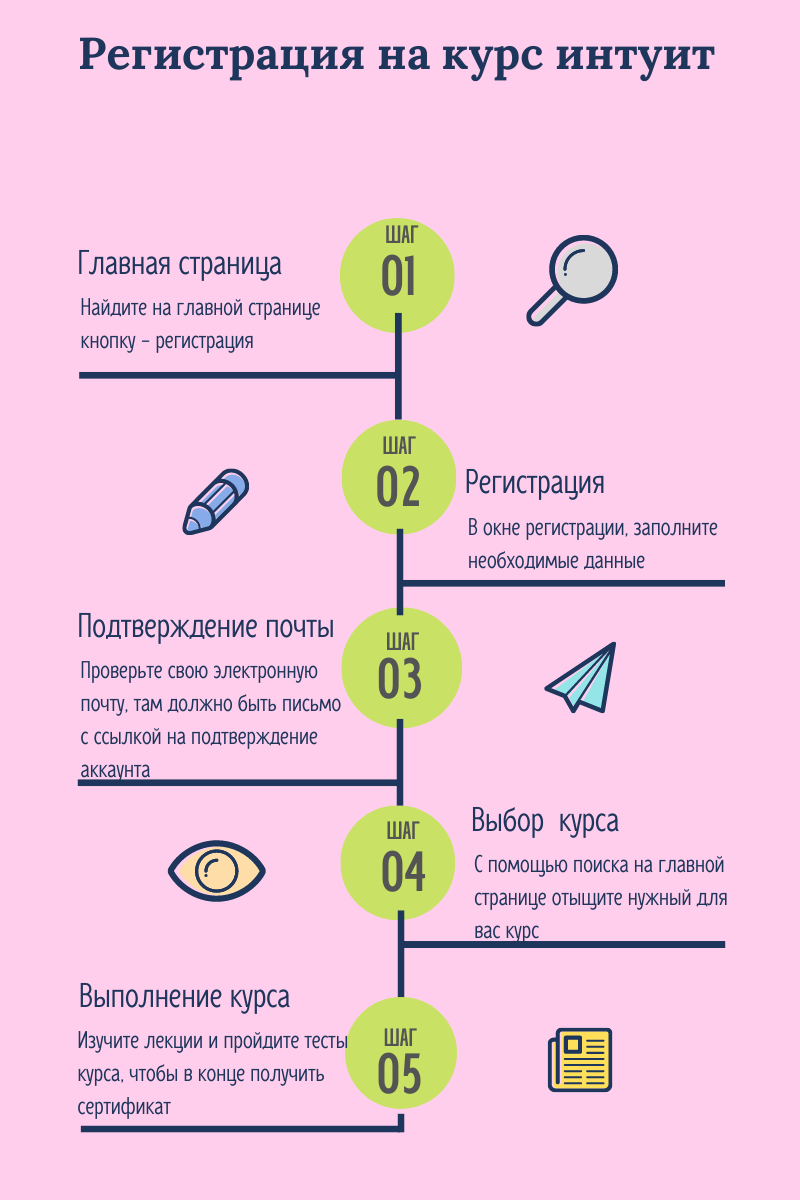 Регистрация на курс интуит
ШАГ
01
Главная страница
Найдите на главной странице
кнопку - регистрация
ШАГ
02
Регистрация
В окне регистрации, заполните
необходимые данные
ШАГ
03
Подтверждение почты
Проверьте свою электронную
почту, там должно быть письмо
с ссылкой на подтверждение
аккаунта
ШАГ
04
Выбор курса
С помощью поиска на главной
странице отыщите нужный для
вас курс
ШАГ
05
Выполнение курса
Изучите лекции и пройдите тесты
курса, чтобы в конце получить
сертификат